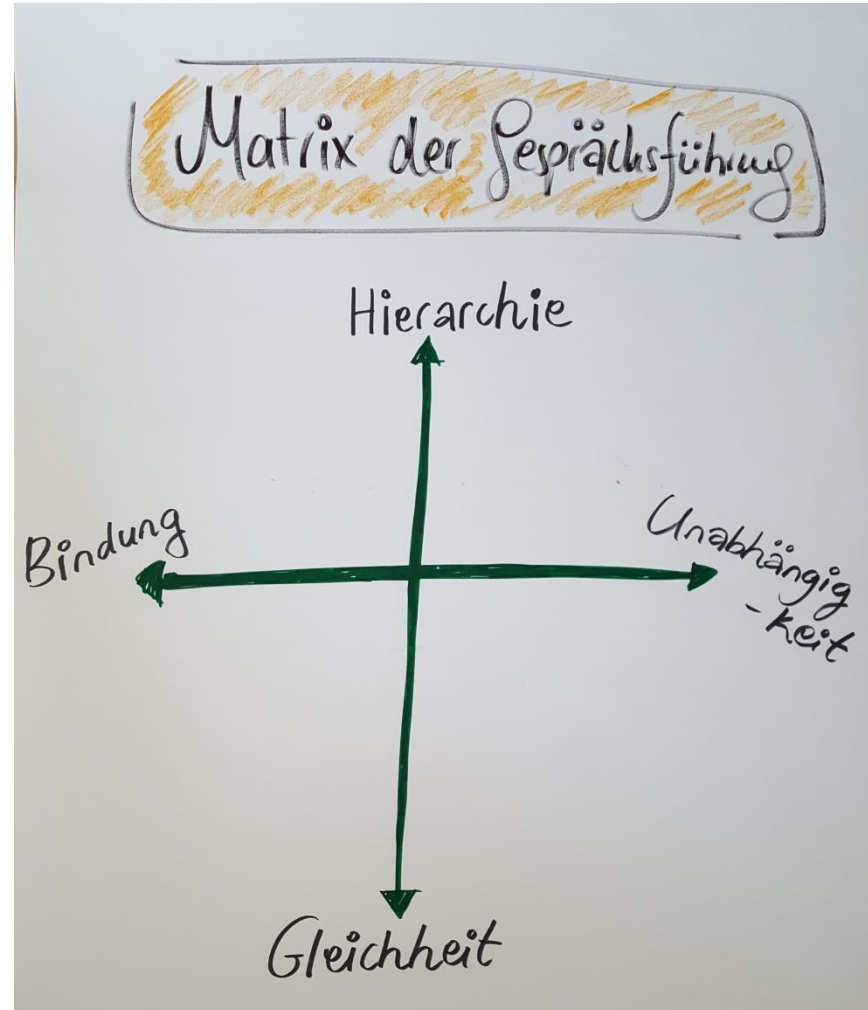 Matrix der Gesprächsführung
Hierarchie
Bindung
Unabhängig
-keit
Gleichheit